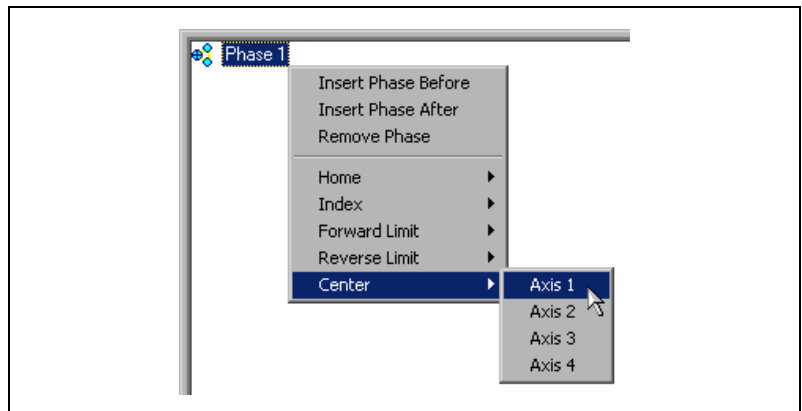 Phase 1
Insert Phase Before
Insert Phase After
Remove Phase
Home
Index
Forward Limit
Reverse Limit
Center
Axis 1
Axis 2
Axis 3
Axis 4